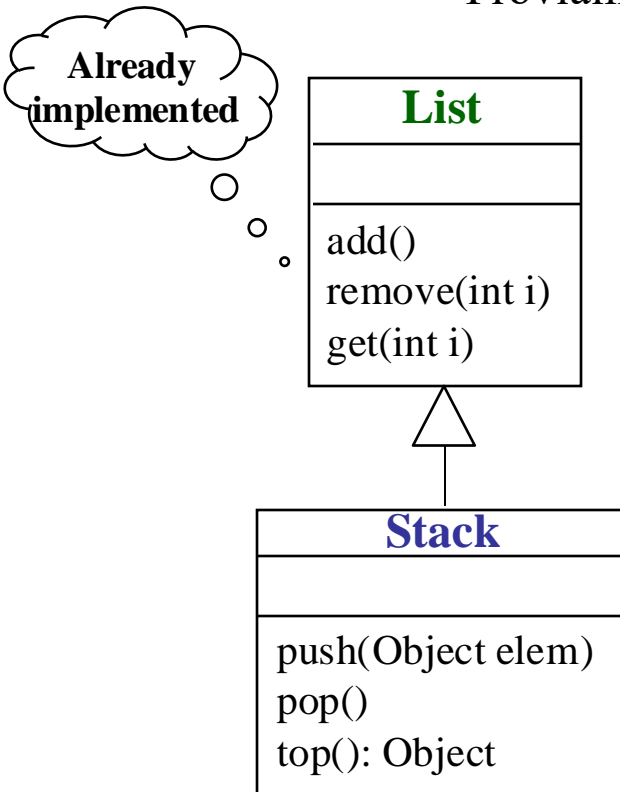 Already
implemented
List
add()
remove(int i)
get(int i)
Stack
push(Object elem)
pop()
top(): Object